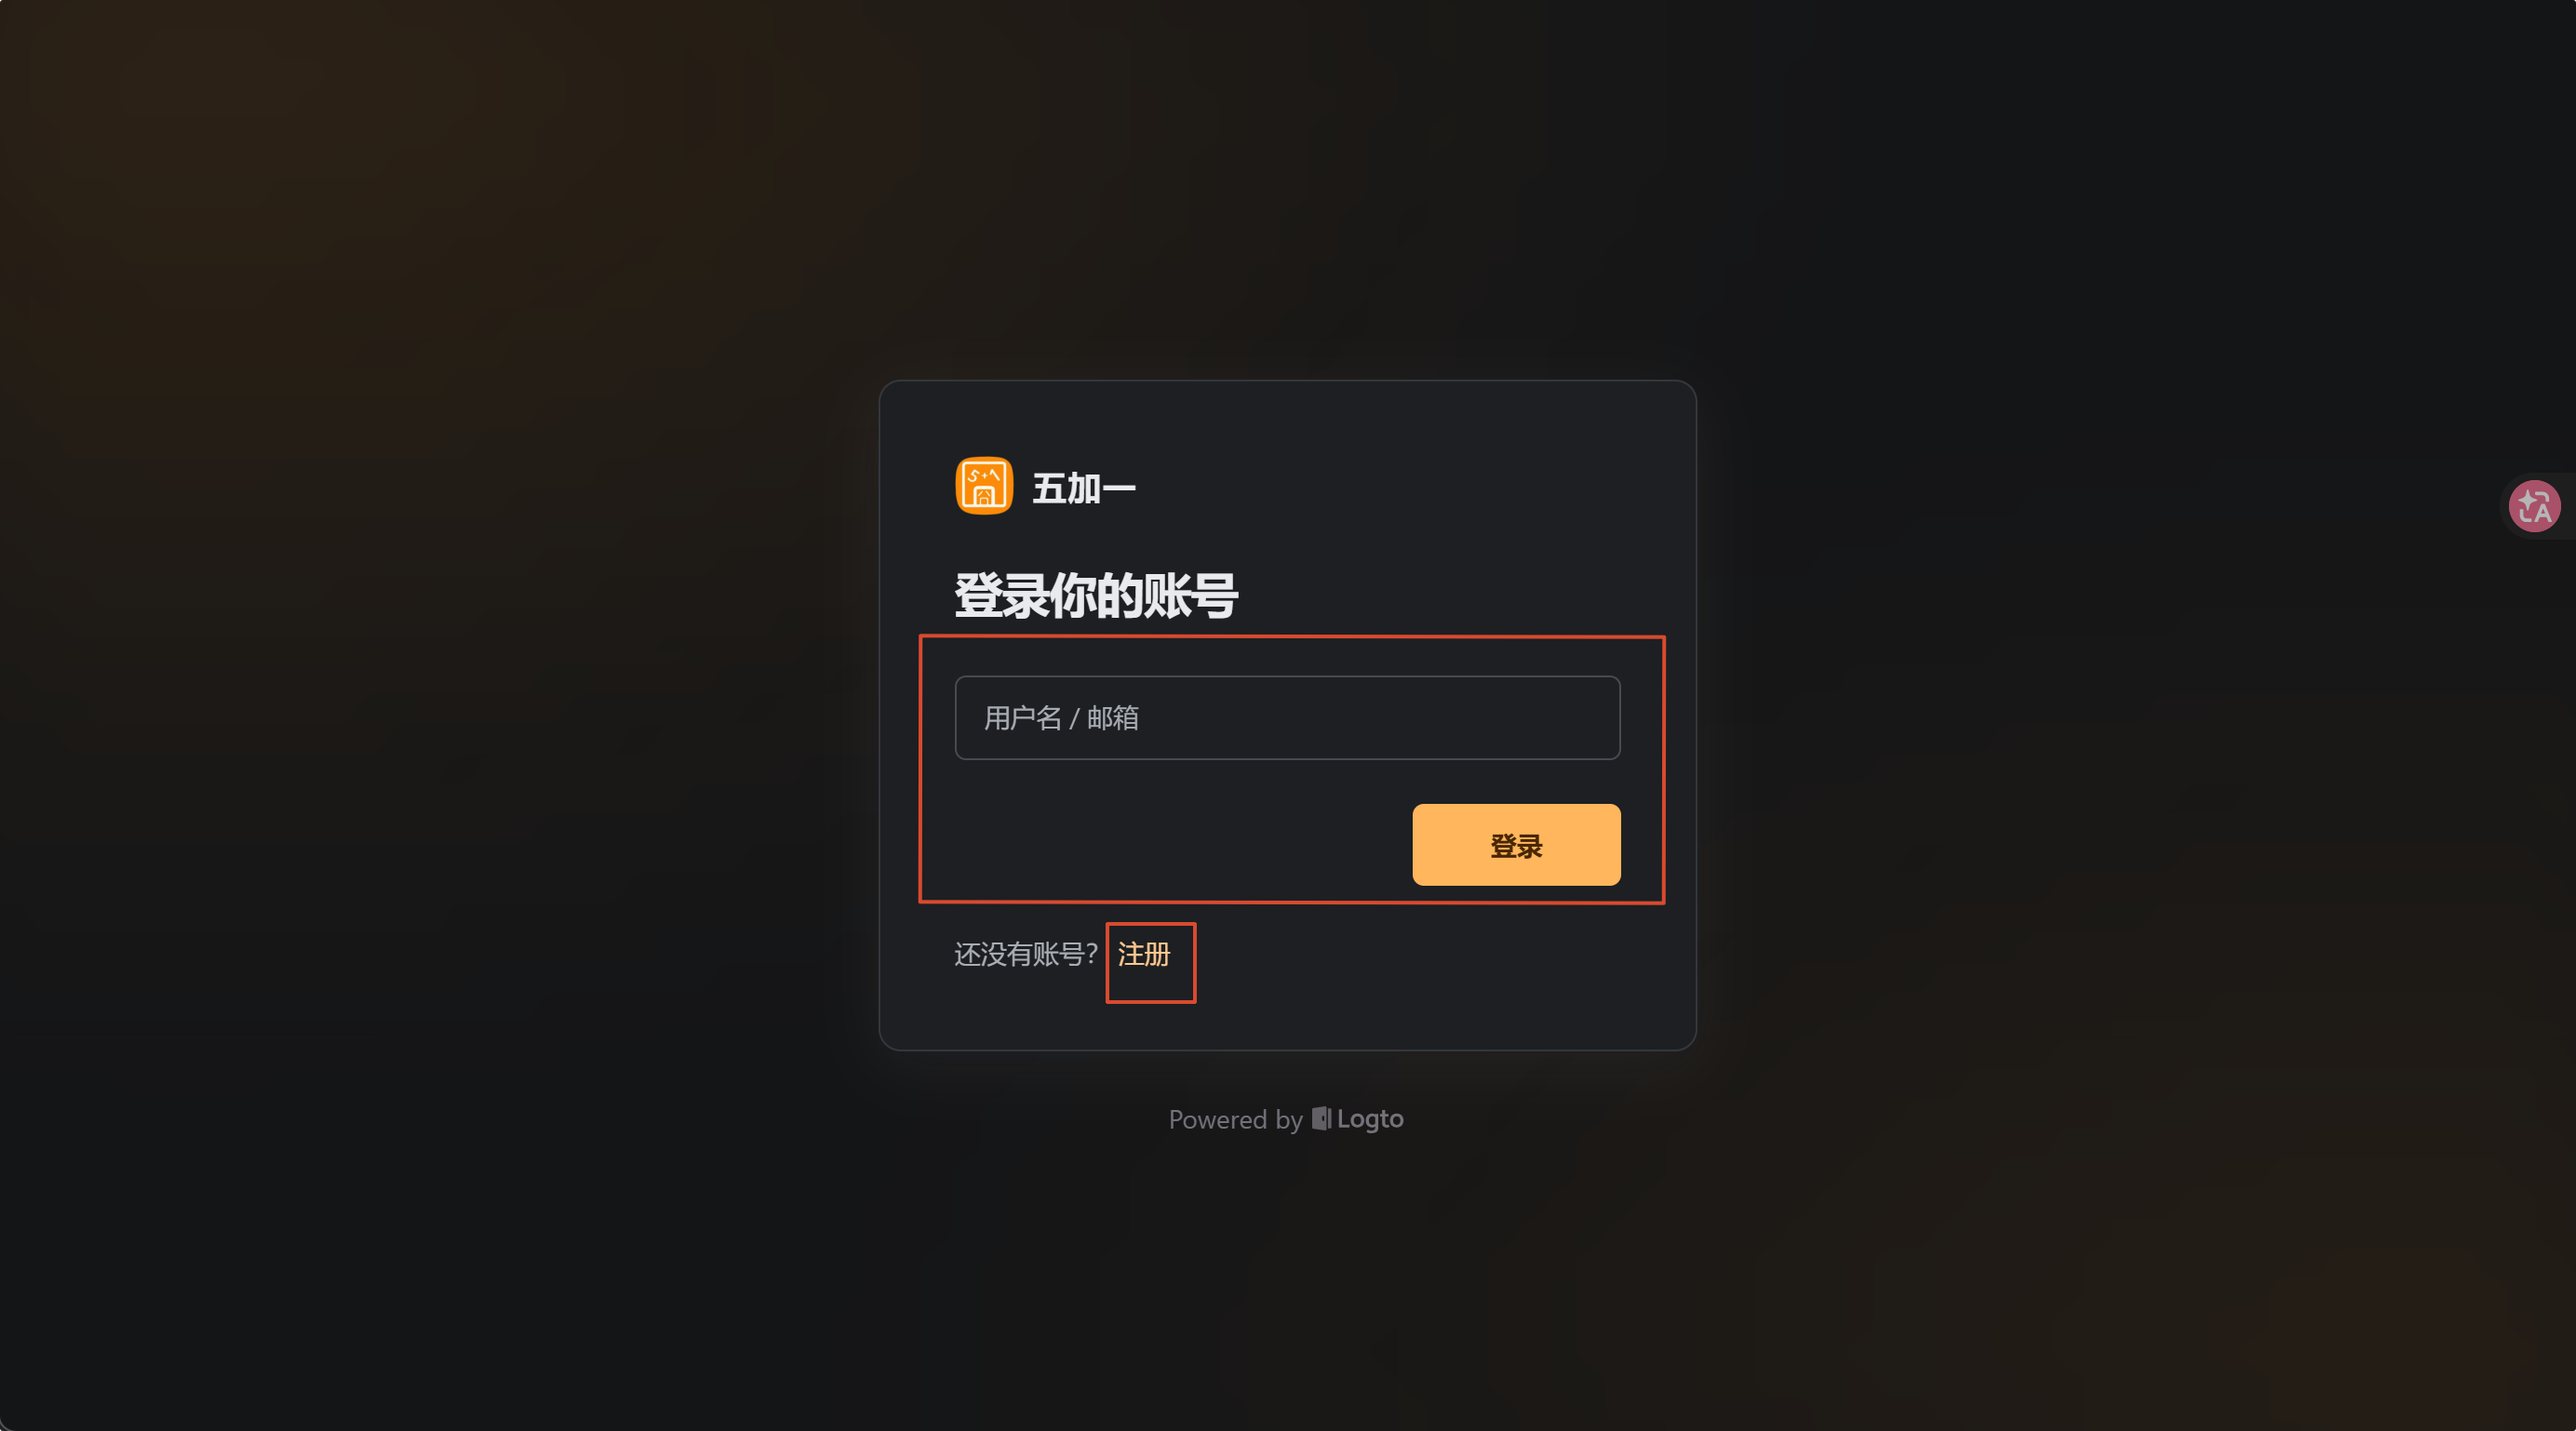 五加一
登录你的账号
用户名 / 邮箱
登录
还没有账号? 注册
Powered by Logto